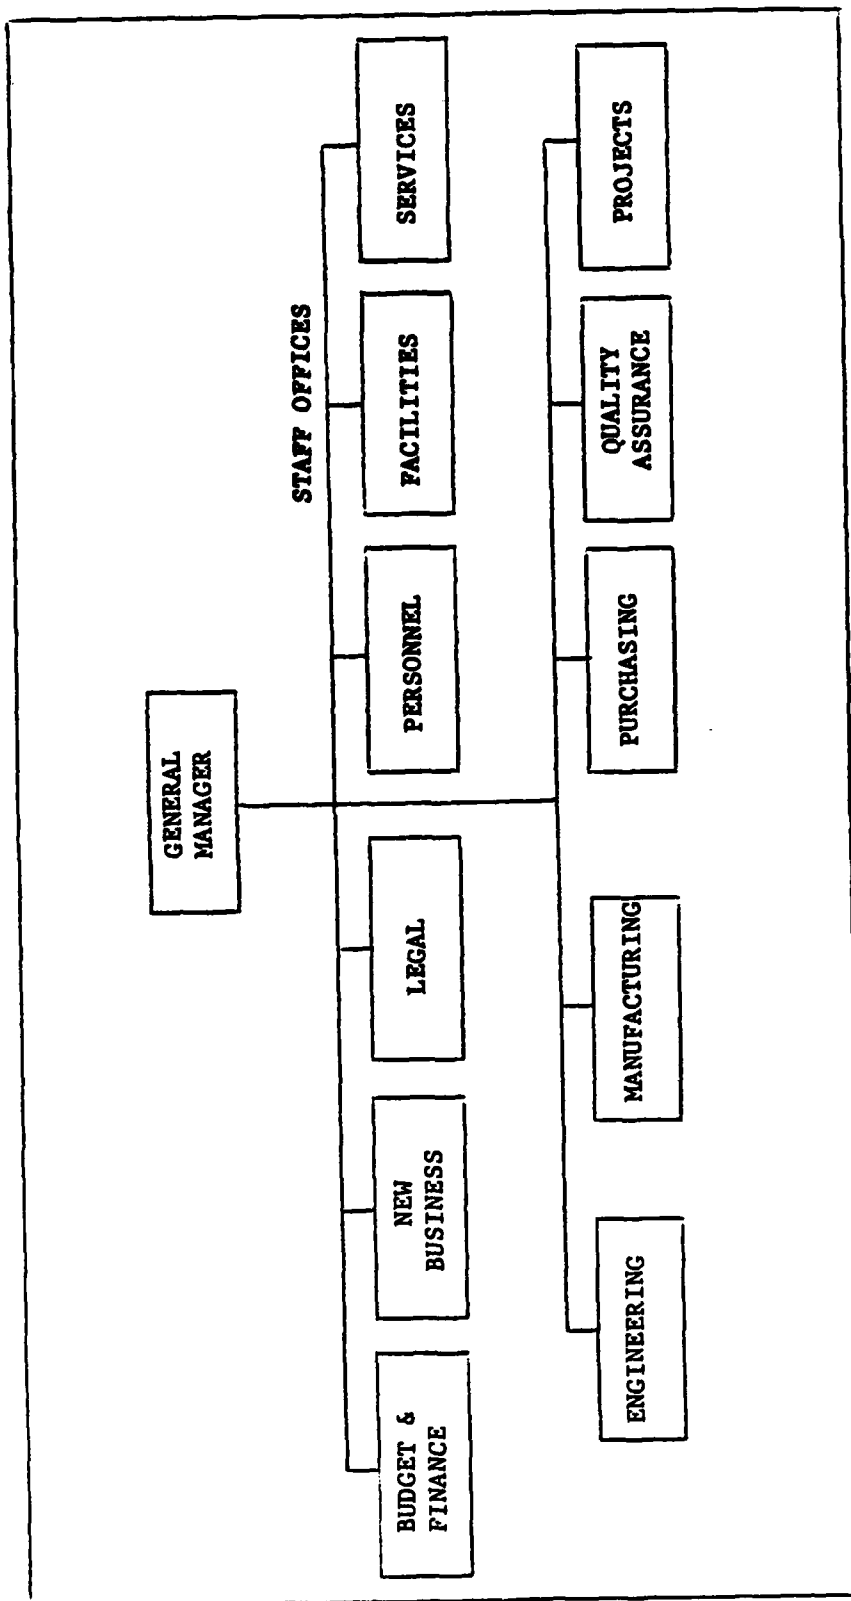 GENERAL
MANAGER
STAFF OFFICES
BUDGET &
FINANCE
NEW
BUSINESS
LEGAL
PERSONNEL
FACILITIES
SERVICES
ENGINEERING
MANUFACTURING
PURCHASING
QUALITY
ASSURANCE
PROJECTS